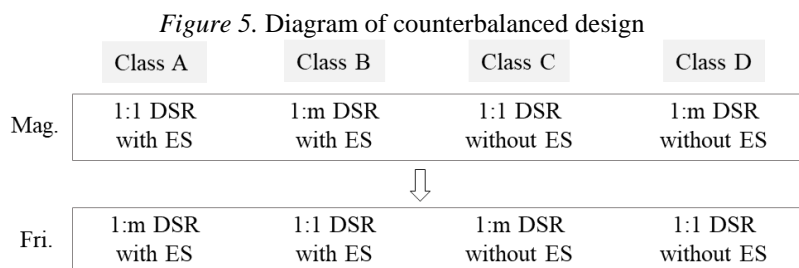 Figure 5. Diagram of counterbalanced design
Class A Class B Class C Class D
Mag. 1:1 DSR with ES 1:m DSR with ES 1:1 DSR without ES 1:m DSR without ES
Fri. 1:m DSR with ES 1:1 DSR with ES 1:m DSR without ES 1:1 DSR without ES